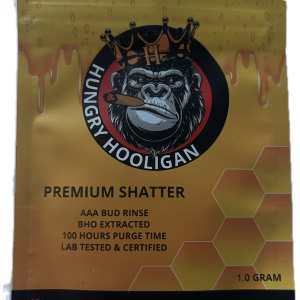 HUNGRY HOOLIGAN
PREMIUM SHATTER
AAA BUD RINSE
BHO EXTRACTED
100 HOURS PURGE TIME
LAB TESTED & CERTIFIED
1.0 GRAM